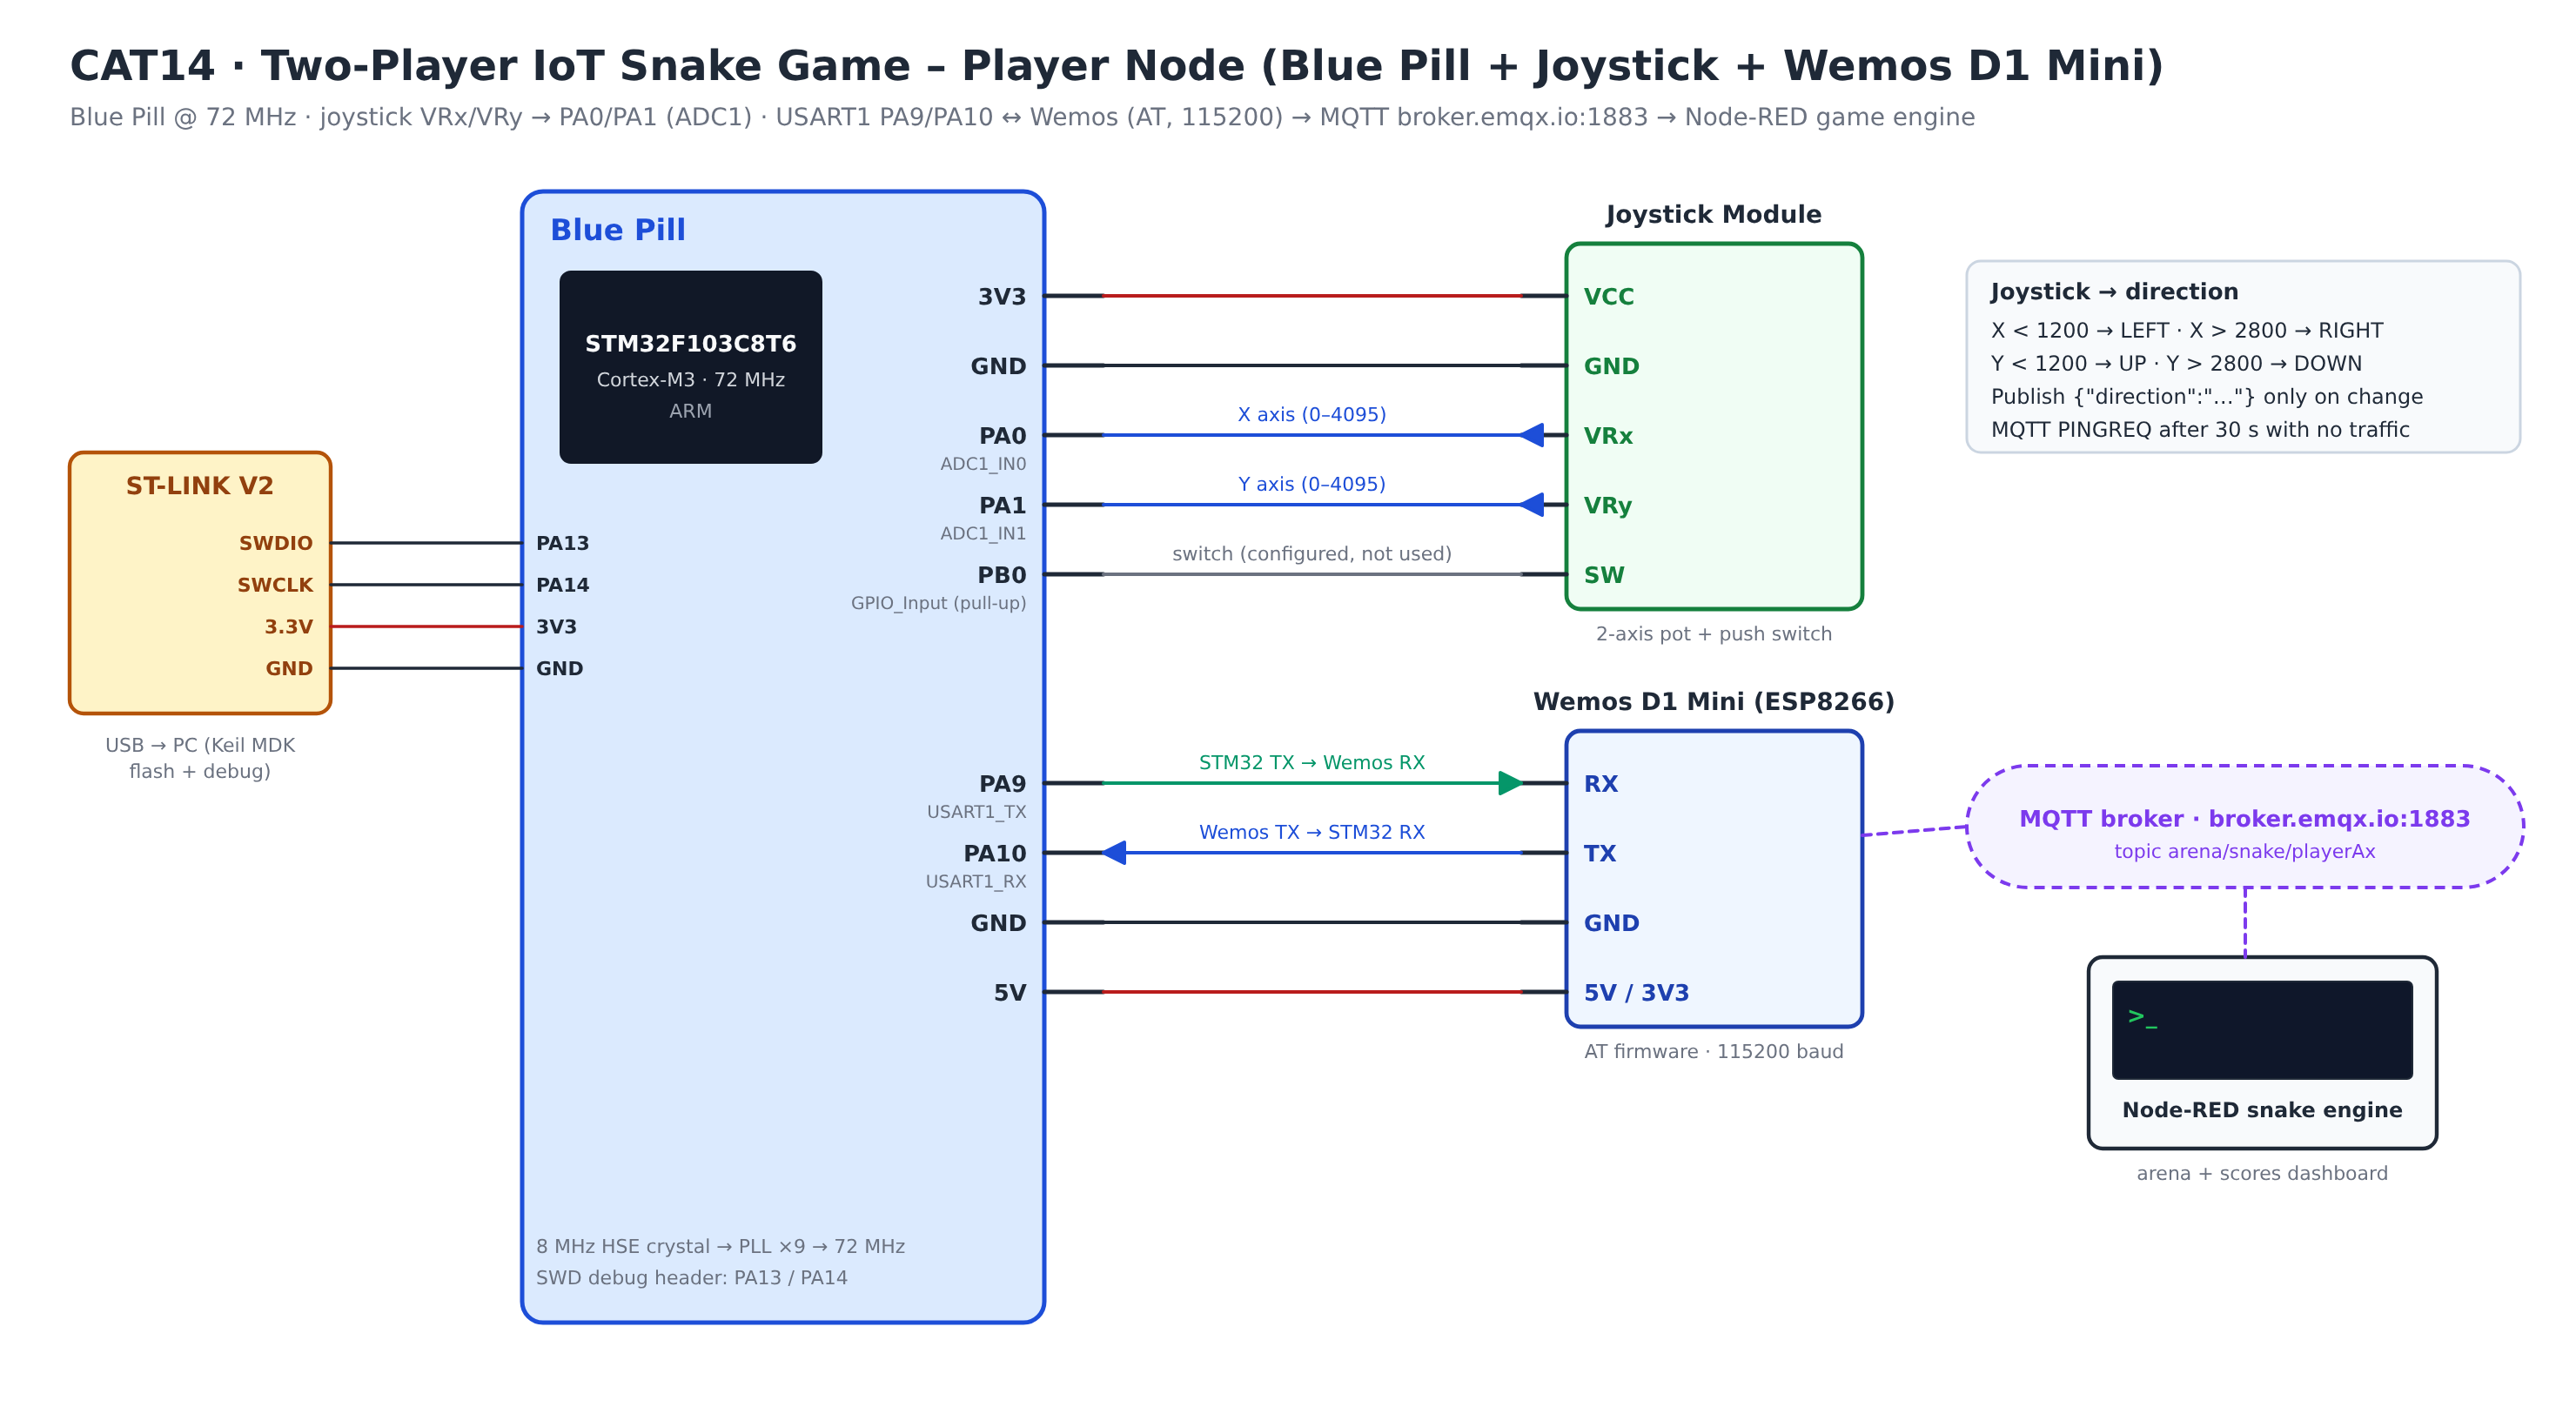 CAT14 · Two-Player IoT Snake Game – Player Node (Blue Pill + Joystick + Wemos D1 Mini)
Blue Pill @ 72 MHz · joystick VRx/VRy → PA0/PA1 (ADC1) · USART1 PA9/PA10 ↔ Wemos (AT, 115200) → MQTT broker.emqx.io:1883 → Node-RED game engine
ST-LINK V2
SWDIO
SWCLK
3.3V
GND
USB → PC (Keil MDK
flash + debug)
Blue Pill
STM32F103C8T6
Cortex-M3 · 72 MHz
ARM
PA13
PA14
3V3
GND
3V3
GND
PA0
ADC1_IN0
PA1
ADC1_IN1
PB0
GPIO_Input (pull-up)
PA9
USART1_TX
PA10
USART1_RX
GND
5V
8 MHz HSE crystal → PLL ×9 → 72 MHz
SWD debug header: PA13 / PA14
X axis (0–4095)
Y axis (0–4095)
switch (configured, not used)
STM32 TX → Wemos RX
Wemos TX → STM32 RX
Joystick Module
VCC
GND
VRx
VRy
SW
2-axis pot + push switch
Wemos D1 Mini (ESP8266)
RX
TX
GND
5V / 3V3
AT firmware · 115200 baud
Joystick → direction
X < 1200 → LEFT · X > 2800 → RIGHT
Y < 1200 → UP · Y > 2800 → DOWN
Publish {"direction":"…"} only on change
MQTT PINGREQ after 30 s with no traffic
MQTT broker · broker.emqx.io:1883
topic arena/snake/playerAx
>_
Node-RED snake engine
arena + scores dashboard